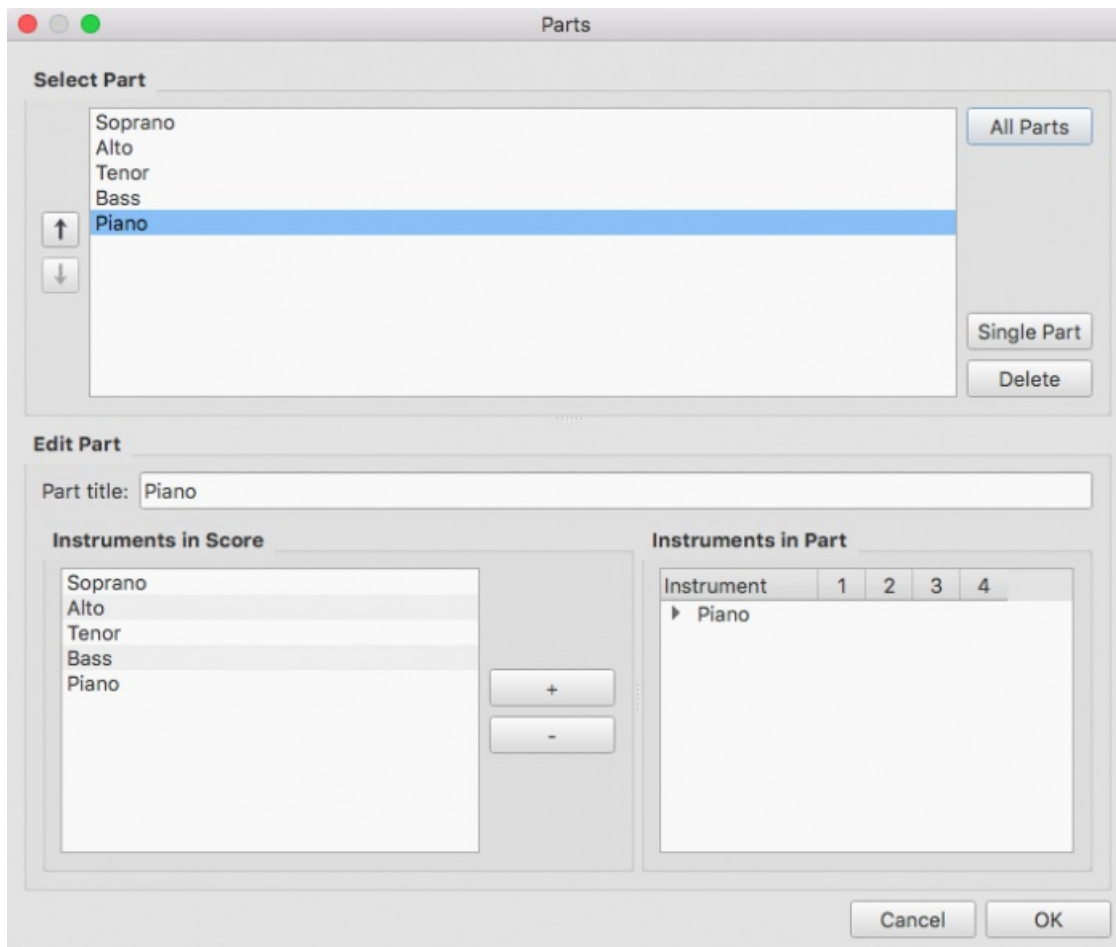 Parts
Select Part
Soprano
Alto
Tenor
Bass
Piano
All Parts
Single Part
Delete
Edit Part
Part title: Piano
Instruments in Score
Soprano
Alto
Tenor
Bass
Piano
+
-
Instruments in Part
Instrument 1 2 3 4
Piano
Cancel OK